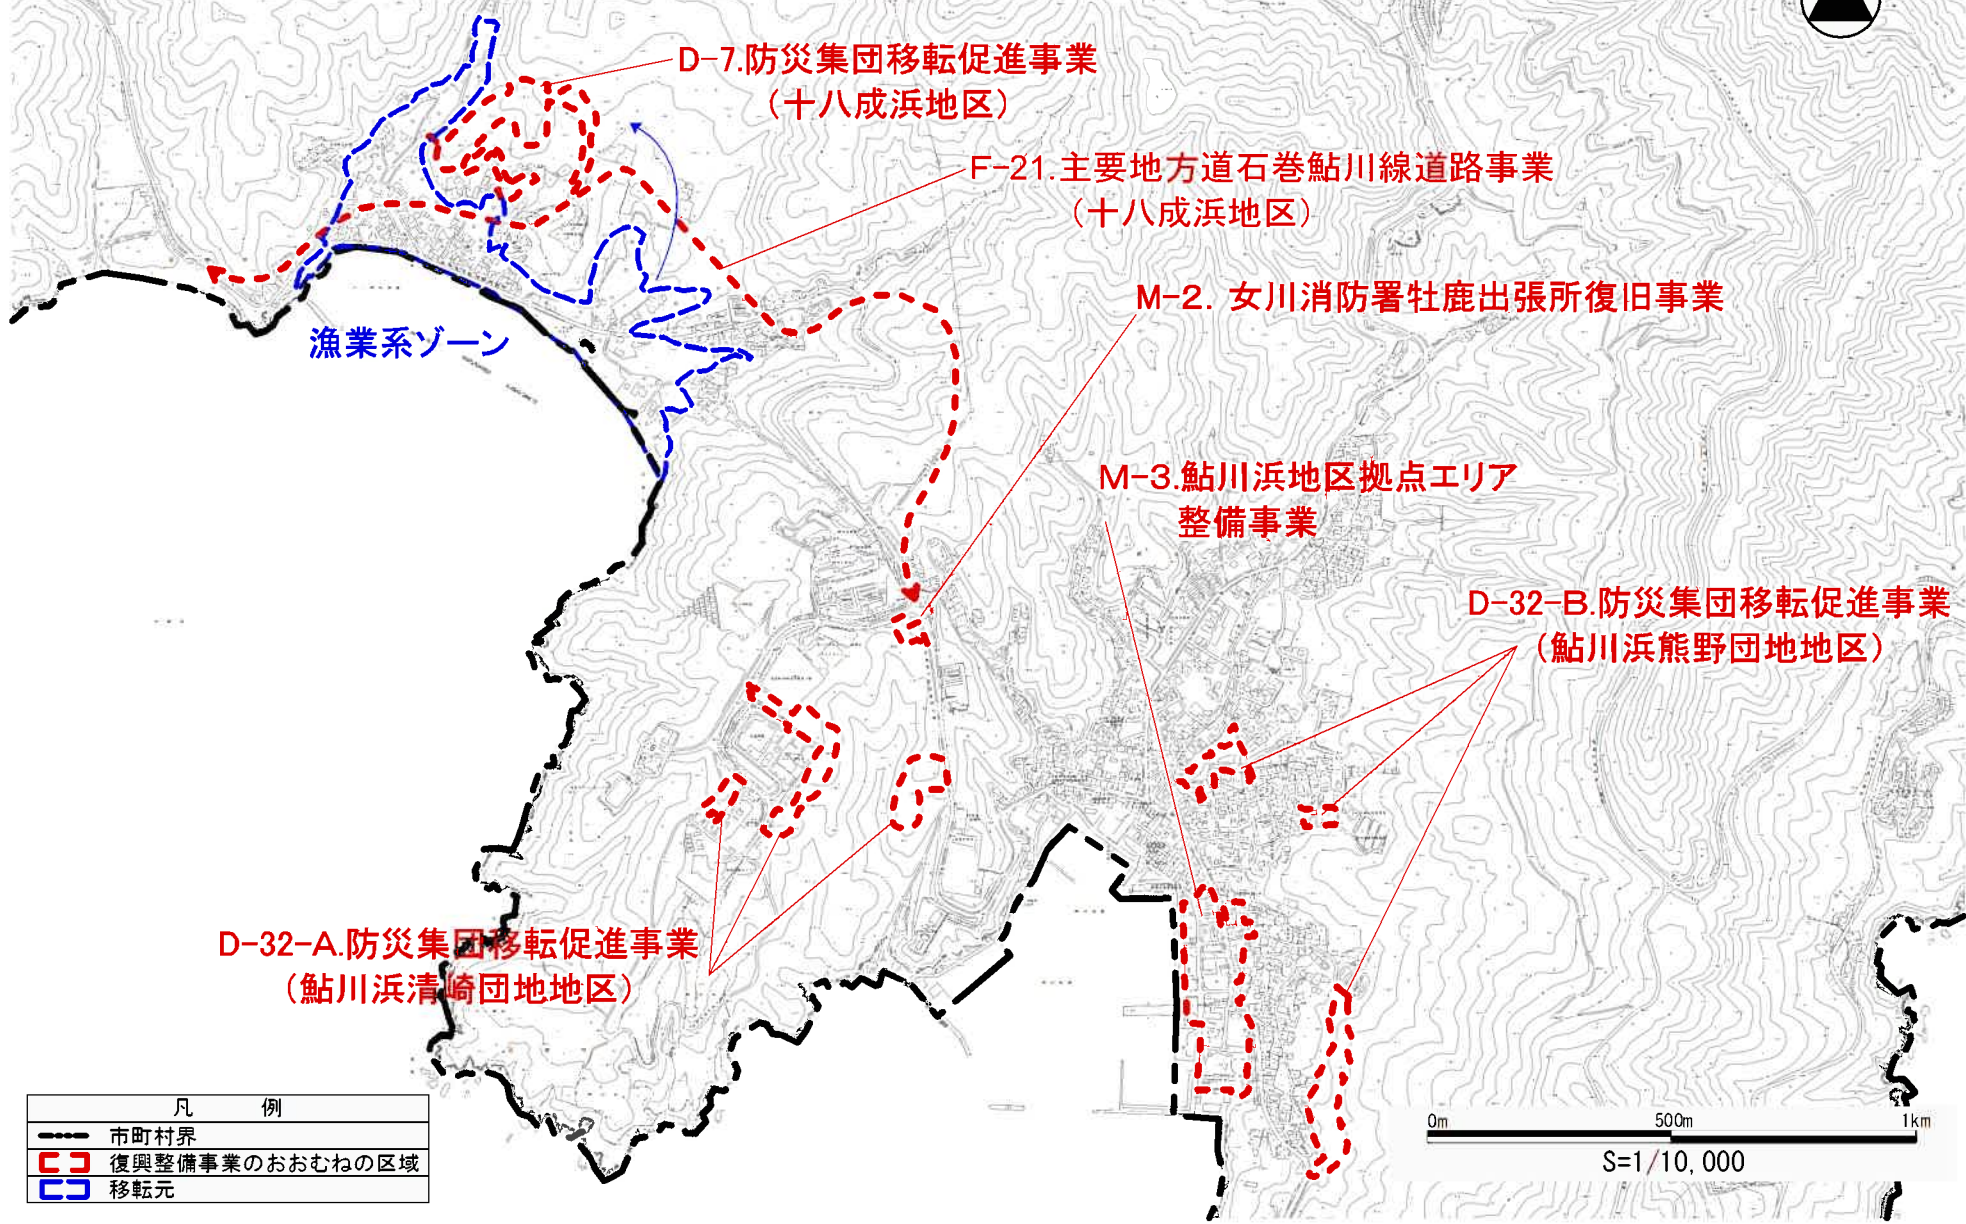 D-7.防災集団移転促進事業
(十八成浜地区)
F-21.主要地方道石巻鮎川線道路事業
(十八成浜地区)
M-2. 女川消防署牡鹿出張所復旧事業
漁業系ゾーン
M-3.鮎川浜地区拠点エリア
整備事業
D-32-B.防災集団移転促進事業
(鮎川浜熊野団地地区)
D-32-A.防災集団移転促進事業
(鮎川浜清崎団地地区)
凡 例
市町村界
復興整備事業のおおむねの区域
移転元
0m 500m 1km
S=1/10,000